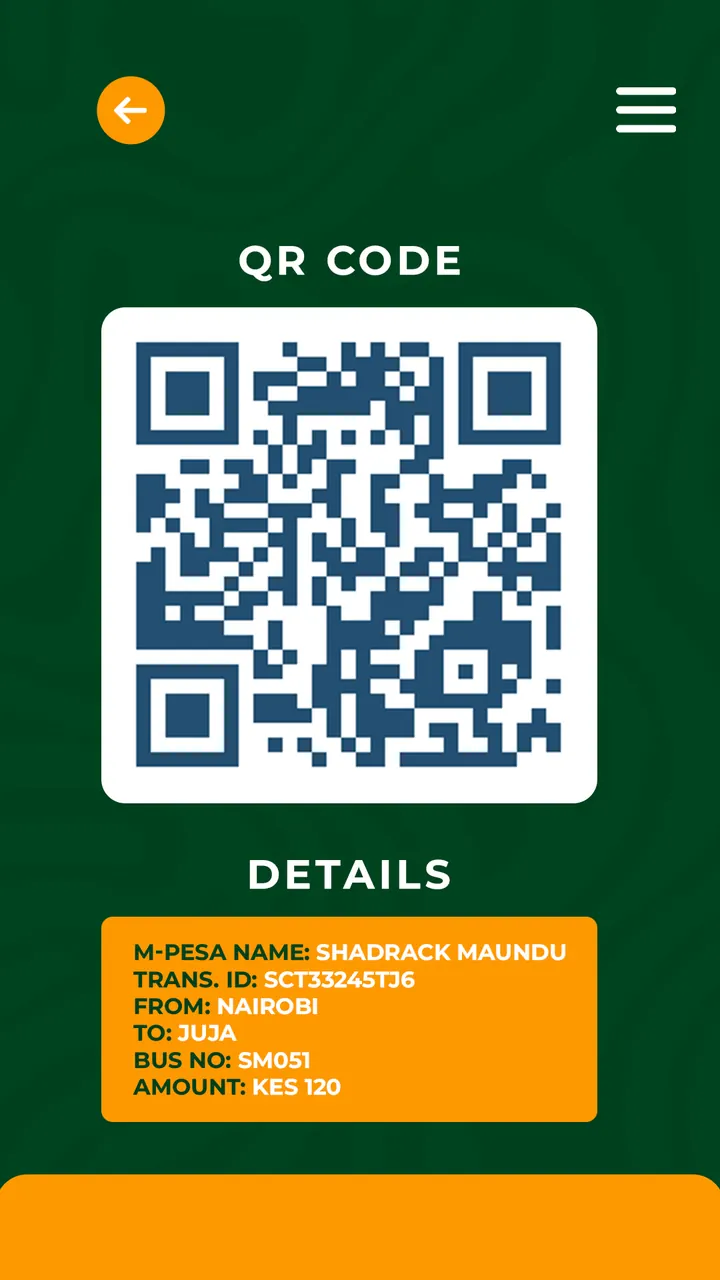 QR CODE
DETAILS
M-PESA NAME: SHADRACK MAUNDU
TRANS. ID: SCT33245TJ6
FROM: NAIROBI
TO: JUJA
BUS NO: SM051
AMOUNT: KES 120